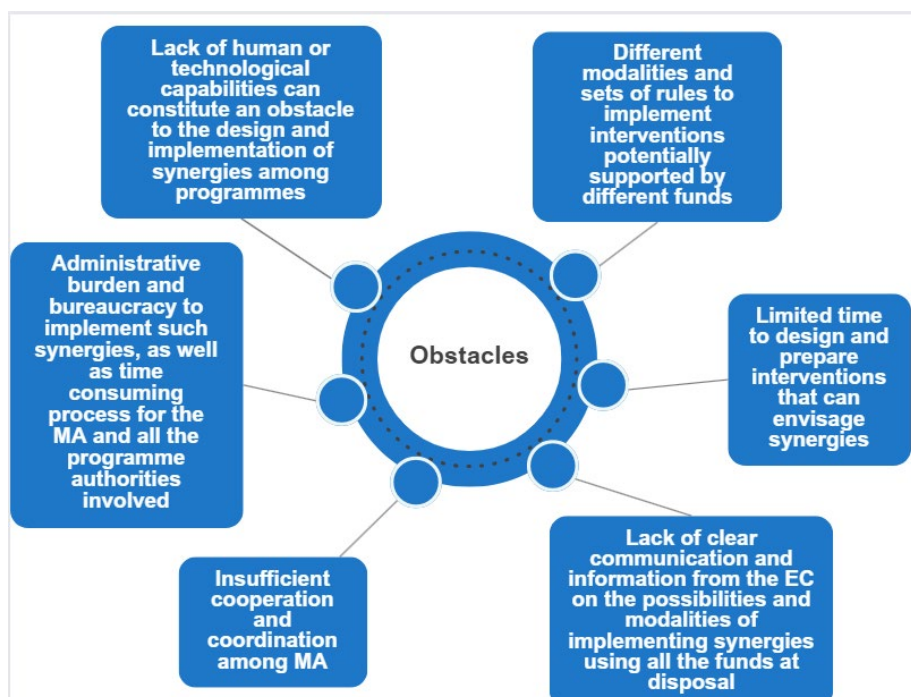 Lack of human or
technological
capabilities can
constitute an obstacle
to the design and
implementation of
synergies among
programmes
Different
modalities and
sets of rules to
implement
interventions
potentially
supported by
different funds
Administrative
burden and
bureaucracy to
implement such
synergies, as well
as time
consuming
process for the
MA and all the
programme
authorities
involved
Obstacles
Limited time
to design and
prepare
interventions
that can
envisage
synergies
Insufficient
cooperation
and
coordination
among MA
Lack of clear
communication and
information from the EC
on the possibilities and
modalities of
implementing synergies
using all the funds at
disposal